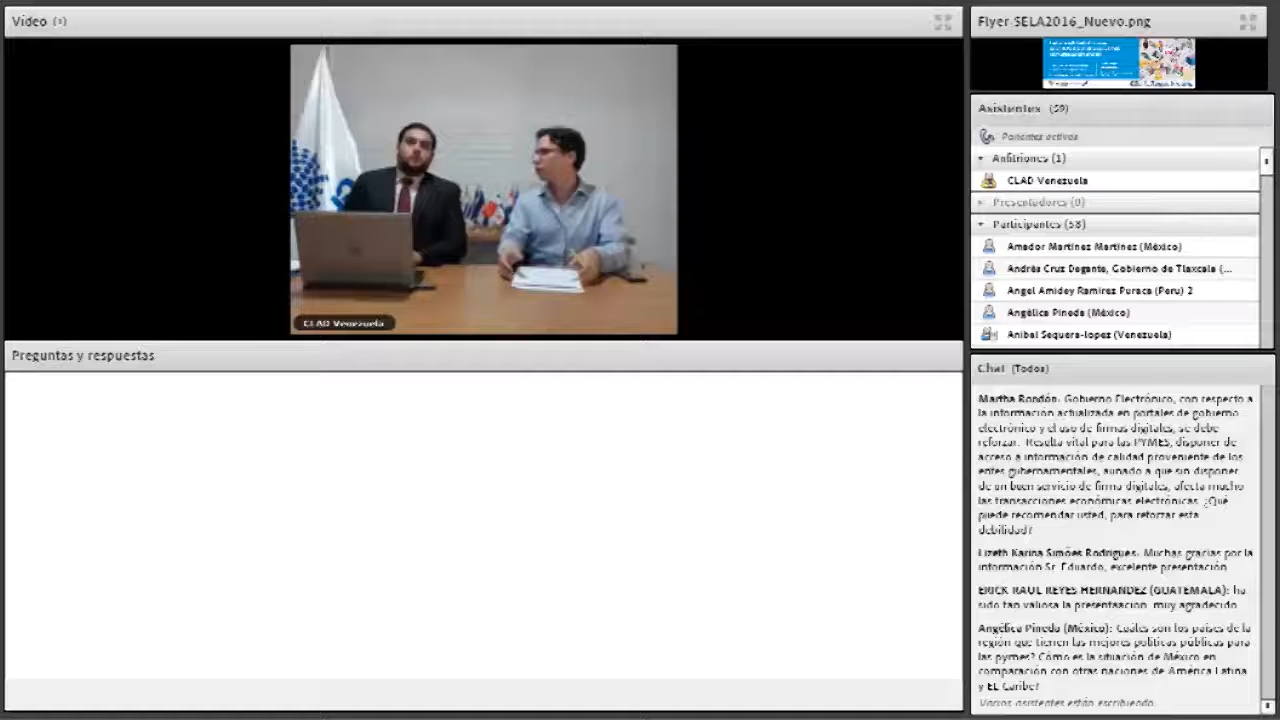 Video (1)
CLAD Venezuela
Preguntas y respuestas
Flyer-SELA2016_Nuevo.png
Asistentes (59)
Ponentes activos
Anfitriones (1)
CLAD Venezuela
Presentadores (0)
Participantes (58)
Amador Martinez Martinez (México)
Andrés Cruz Degante, Gobierno de Tlaxcala (...
Angel Amidey Ramirez Puraca (Peru) 2
Angélica Pineda (México)
Anibal Sequera-lopez (Venezuela)
Chat (Todos)
Martha Rondón: Gobierno Electrónico, con respecto a
la información actualizada en portales de gobierno
electrónico y el uso de firmas digitales, se debe
reforzar. Resulta vital para las PYMES, disponer de
acceso a información de calidad proveniente de los
entes gubernamentales, aunado a que sin disponer
de un buen servicio de firma digitales, afecta mucho
las transacciones económicas electrónicas. ¿Qué
puede recomendar usted, para reforzar esta
debilidad?
Lizeth Karina Simões Rodrigues: Muchas gracias por la
información Sr. Eduardo, excelente presentación
ERICK RAUL REYES HERNANDEZ (GUATEMALA): ha
sido tan valiosa la presentaacion. muy agradecido
Angélica Pineda (México): Cuáles son los países de la
región que tienen las mejores políticas públicas para
las pymes? Cómo es la situación de México en
comparación con otras naciones de América Latina
y EL Caribe?
Varios asistentes están escribiendo.